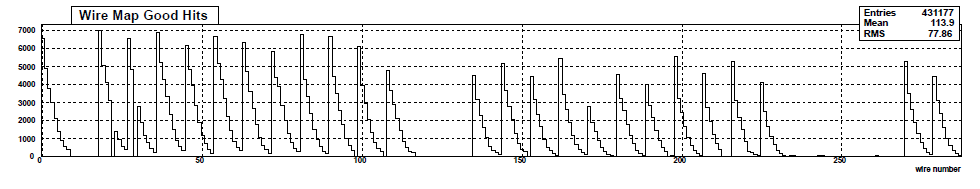 Wire Map Good Hits
Entries 431177
Mean 113.9
RMS 77.86
7000
6000
5000
4000
3000
2000
1000
0
0 50 100 150 200 250
wire number